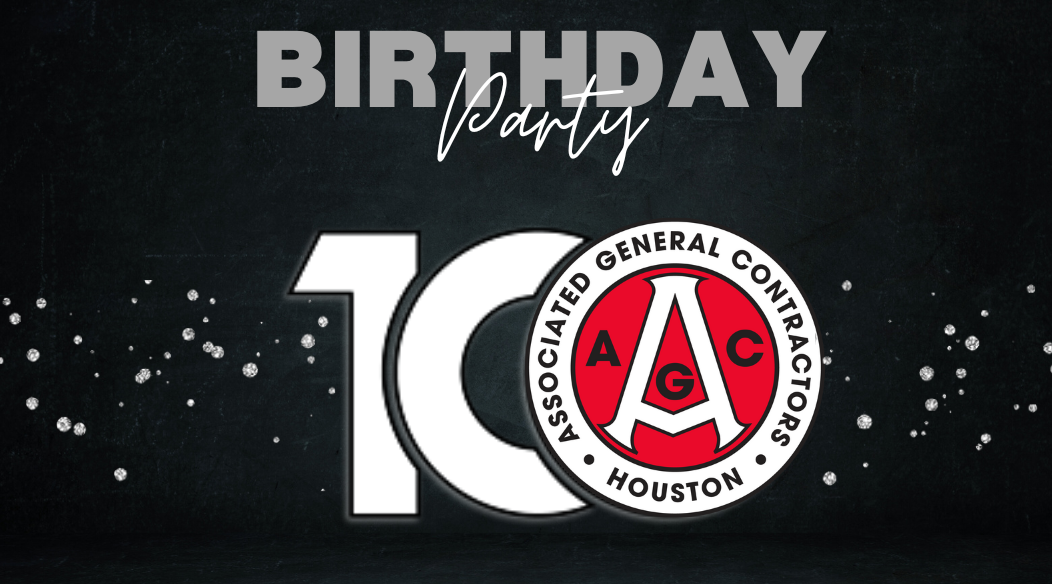 BIRTHDAY
Party
10
ASSOCIATED GENERAL CONTRACTORS
A G C
A
• HOUSTON •